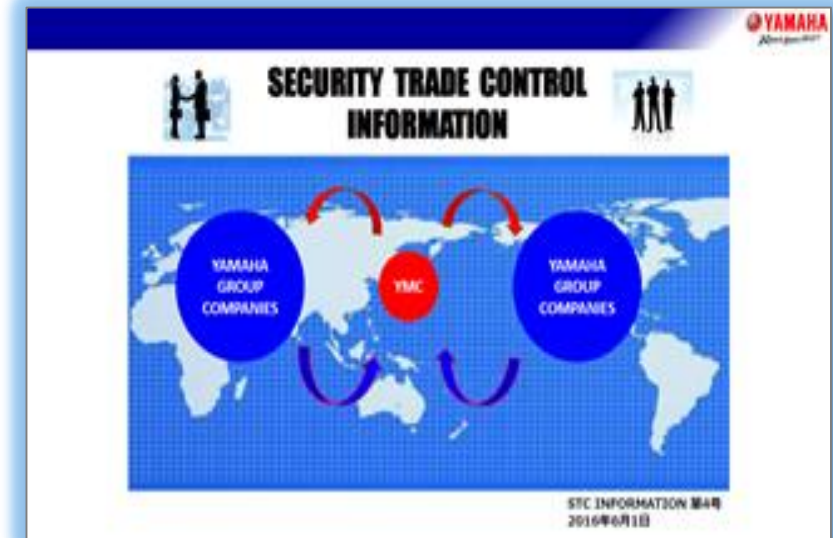 YAMAHA
SECURITY TRADE CONTROL
INFORMATION
YAMAHA
GROUP
COMPANIES
YMC
YAMAHA
GROUP
COMPANIES
STC INFORMATION 第4号
2016年6月1日